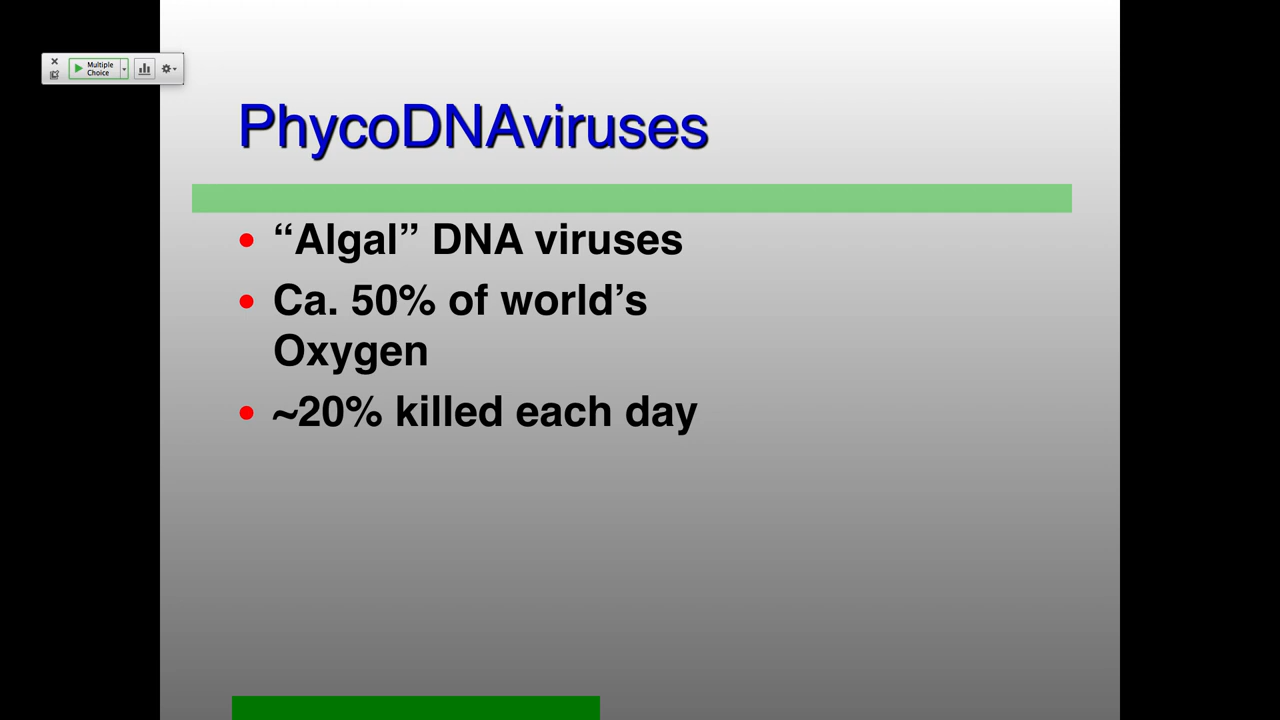 Multiple
Choice
PhycoDNAviruses
• “Algal” DNA viruses
• Ca. 50% of world’s
Oxygen
• ~20% killed each day